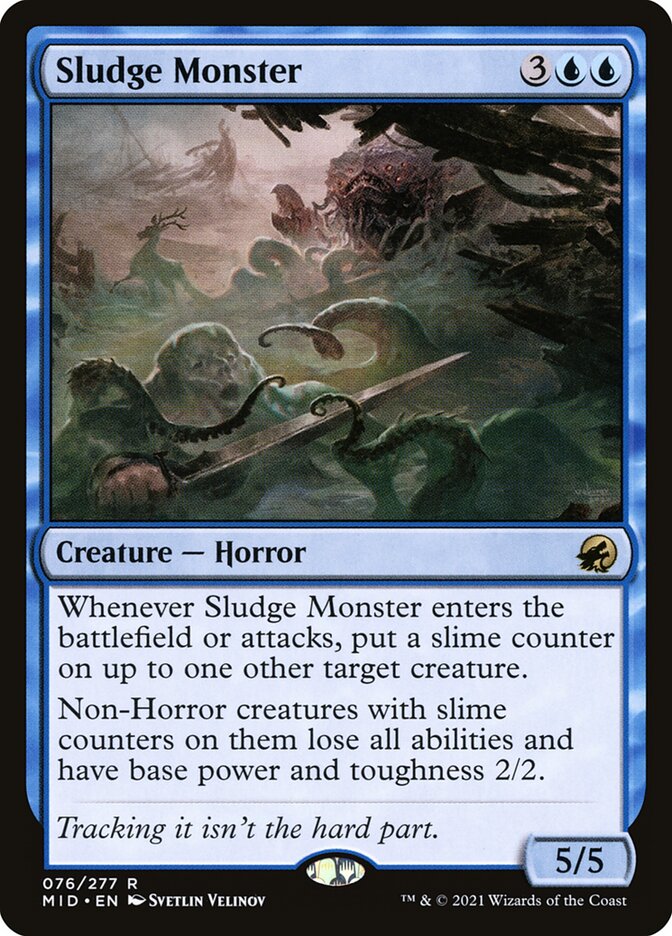 Sludge Monster 3
Creature — Horror
Whenever Sludge Monster enters the
battlefield or attacks, put a slime counter
on up to one other target creature.
Non-Horror creatures with slime
counters on them lose all abilities and
have base power and toughness 2/2.
Tracking it isn't the hard part.
5/5
076/277 R
MID • EN Svetlin Velinov
™ & © 2021 Wizards of the Coast